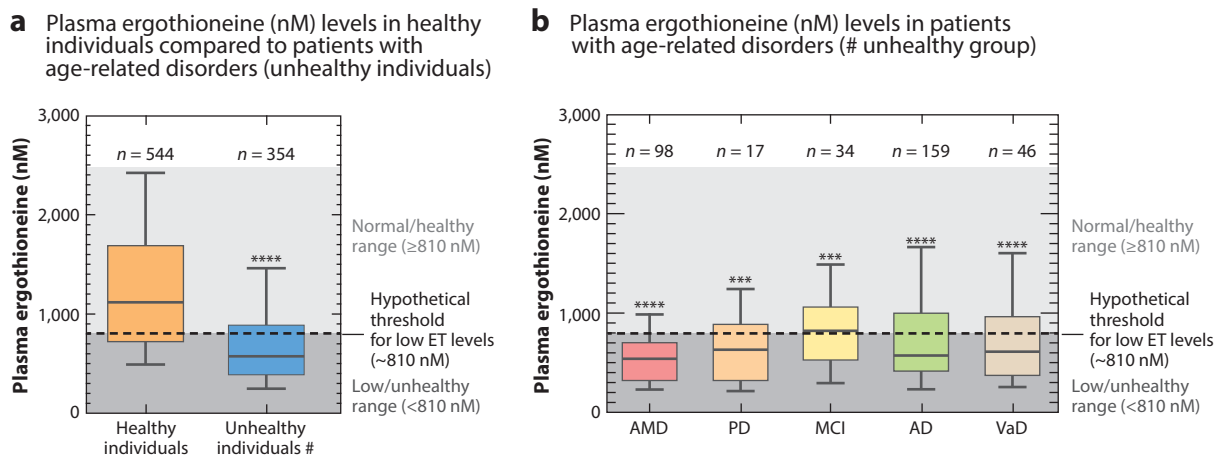 a Plasma ergothioneine (nM) levels in healthy
individuals compared to patients with
age-related disorders (unhealthy individuals)
Plasma ergothioneine (nM)
3,000
2,000
1,000
0
n = 544
n = 354
****
Healthy
individuals
Unhealthy
individuals #
Normal/healthy
range (≥810 nM)
Hypothetical
threshold
for low ET levels
(~810 nM)
Low/unhealthy
range (<810 nM)
b Plasma ergothioneine (nM) levels in patients
with age-related disorders (# unhealthy group)
Plasma ergothioneine (nM)
3,000
2,000
1,000
0
n = 98
n = 17
n = 34
n = 159
n = 46
****
***
***
****
****
AMD
PD
MCI
AD
VaD
Normal/healthy
range (≥810 nM)
Hypothetical
threshold
for low ET levels
(~810 nM)
Low/unhealthy
range (<810 nM)